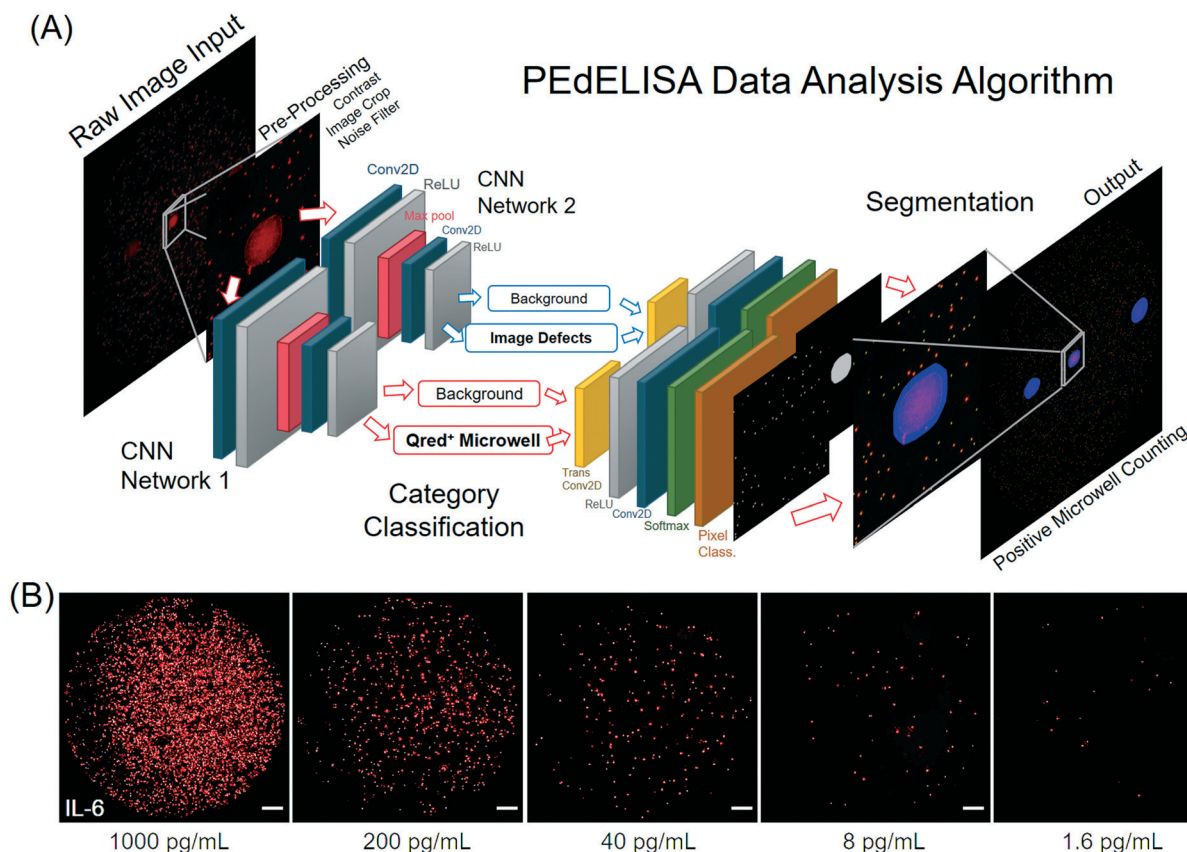 (A)
PEdELISA Data Analysis Algorithm
Raw Image Input
Pre-Processing
Contrast
Image Crop
Noise Filter
Conv2D
ReLU
Max pool
Conv2D
ReLU
CNN
Network 2
Background
Image Defects
Segmentation
Output
Background
Qred⁺ Microwell
CNN
Network 1
Category
Classification
Trans
Conv2D
ReLU
Conv2D
Softmax
Pixel
Class.
Positive Microwell Counting
(B)
IL-6
1000 pg/mL
200 pg/mL
40 pg/mL
8 pg/mL
1.6 pg/mL